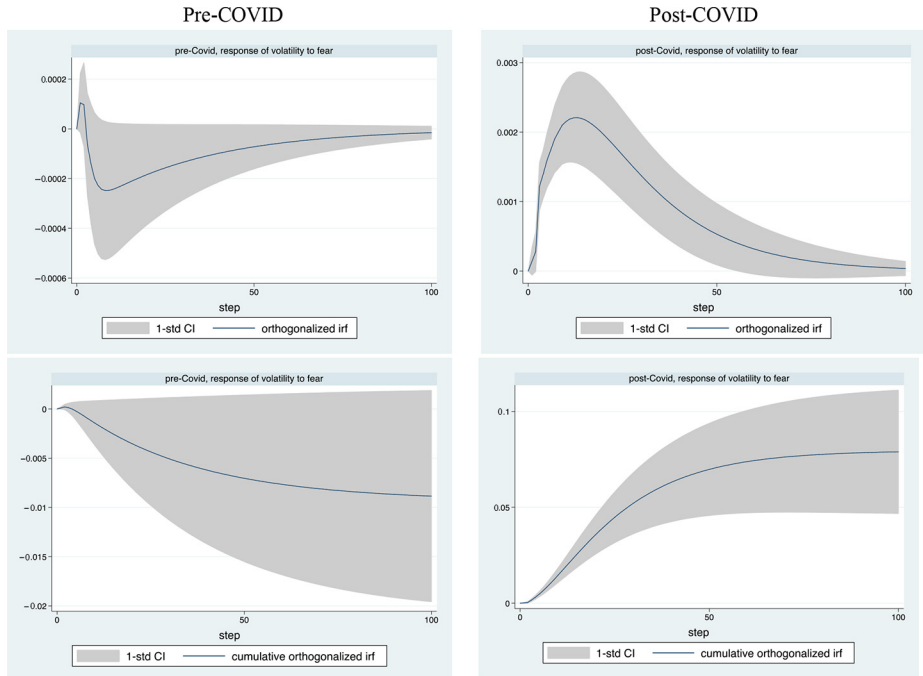 Pre-COVID
Post-COVID
pre-Covid, response of volatility to fear
0.0002
0
−0.0002
−0.0004
−0.0006
0 50 100
step
1-std CI orthogonalized irf
post-Covid, response of volatility to fear
0.003
0.002
0.001
0
0 50 100
step
1-std CI orthogonalized irf
pre-Covid, response of volatility to fear
0
−0.005
−0.01
−0.015
−0.02
0 50 100
step
1-std CI cumulative orthogonalized irf
post-Covid, response of volatility to fear
0.1
0.05
0
0 50 100
step
1-std CI cumulative orthogonalized irf